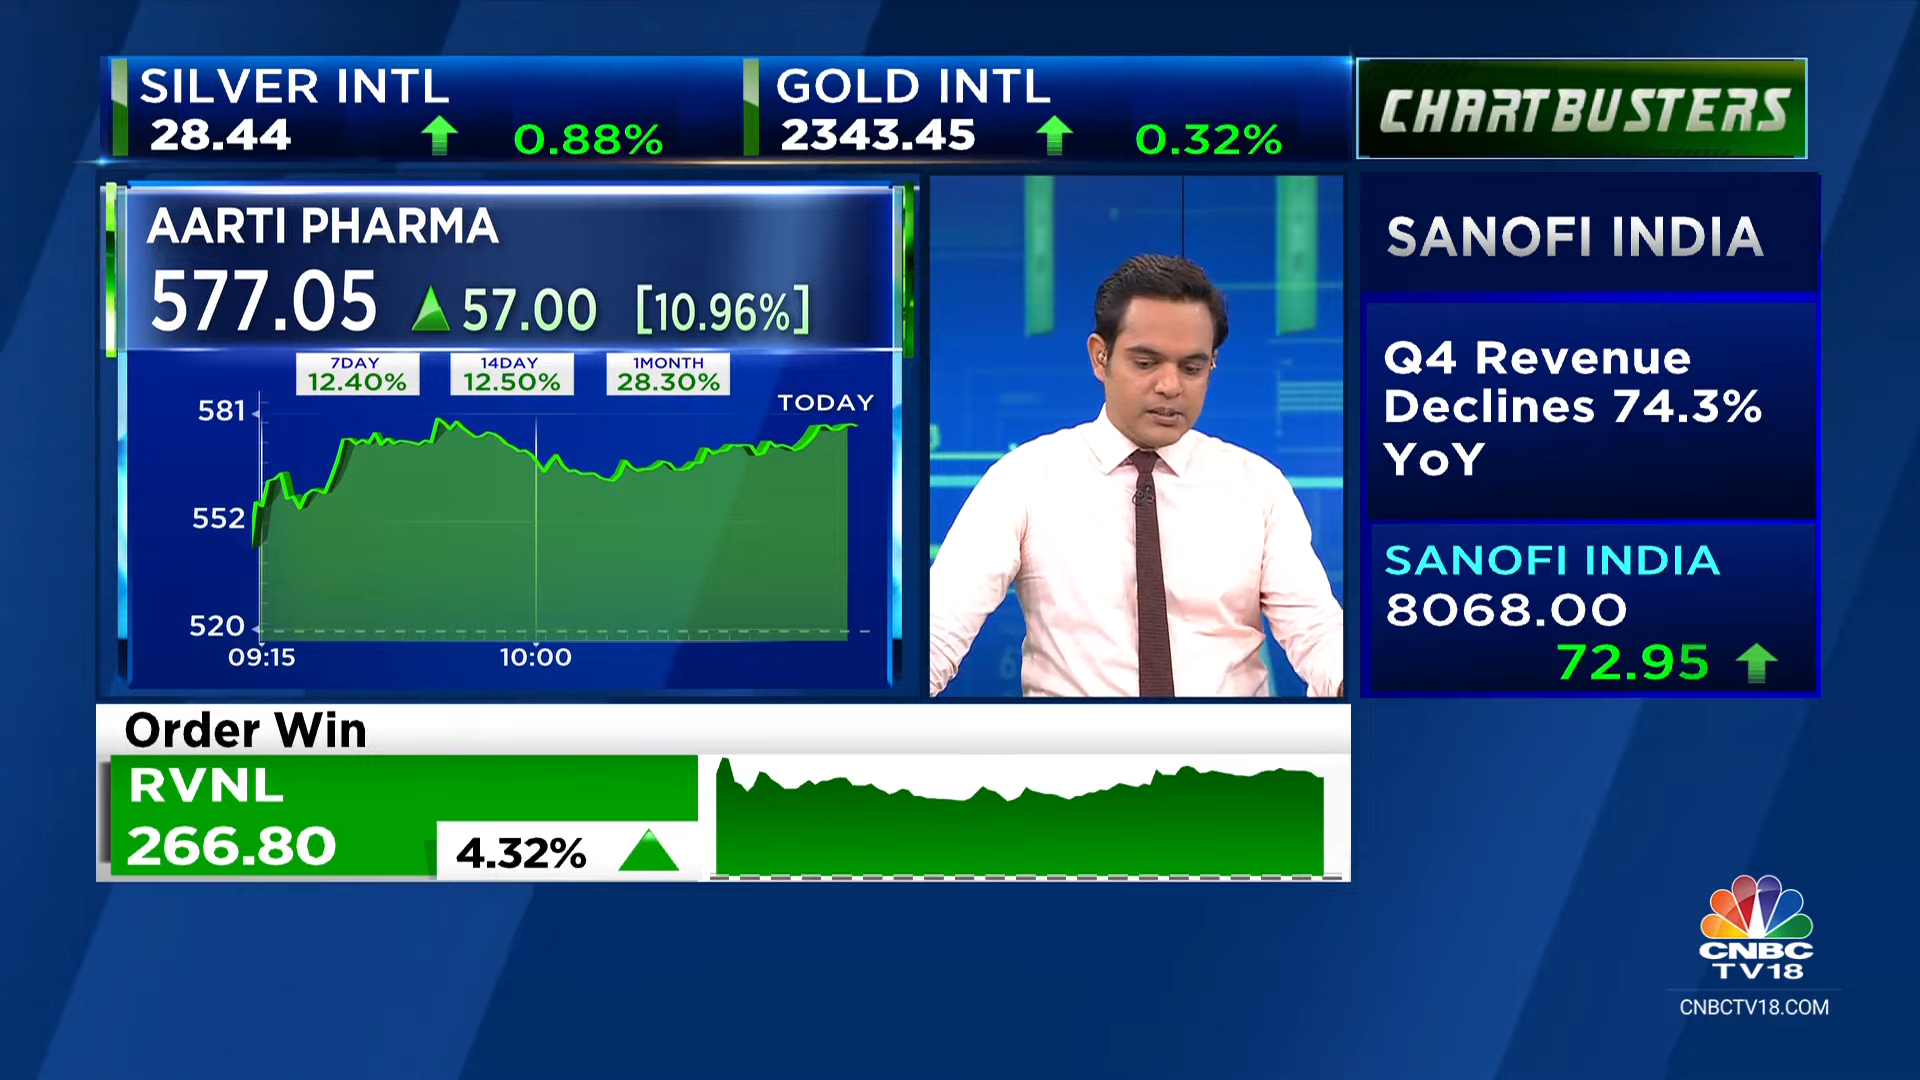 SILVER INTL
28.44 0.88%
GOLD INTL
2343.45 0.32%
CHARTBUSTERS
AARTI PHARMA
577.05 57.00 [10.96%]
7DAY
12.40%
14DAY
12.50%
1MONTH
28.30%
TODAY
581
552
520
09:15 10:00
SANOFI INDIA
Q4 Revenue
Declines 74.3%
YoY
SANOFI INDIA
8068.00
72.95
Order Win
RVNL
266.80
4.32%
CNBC
TV18
CNBCTV18.COM